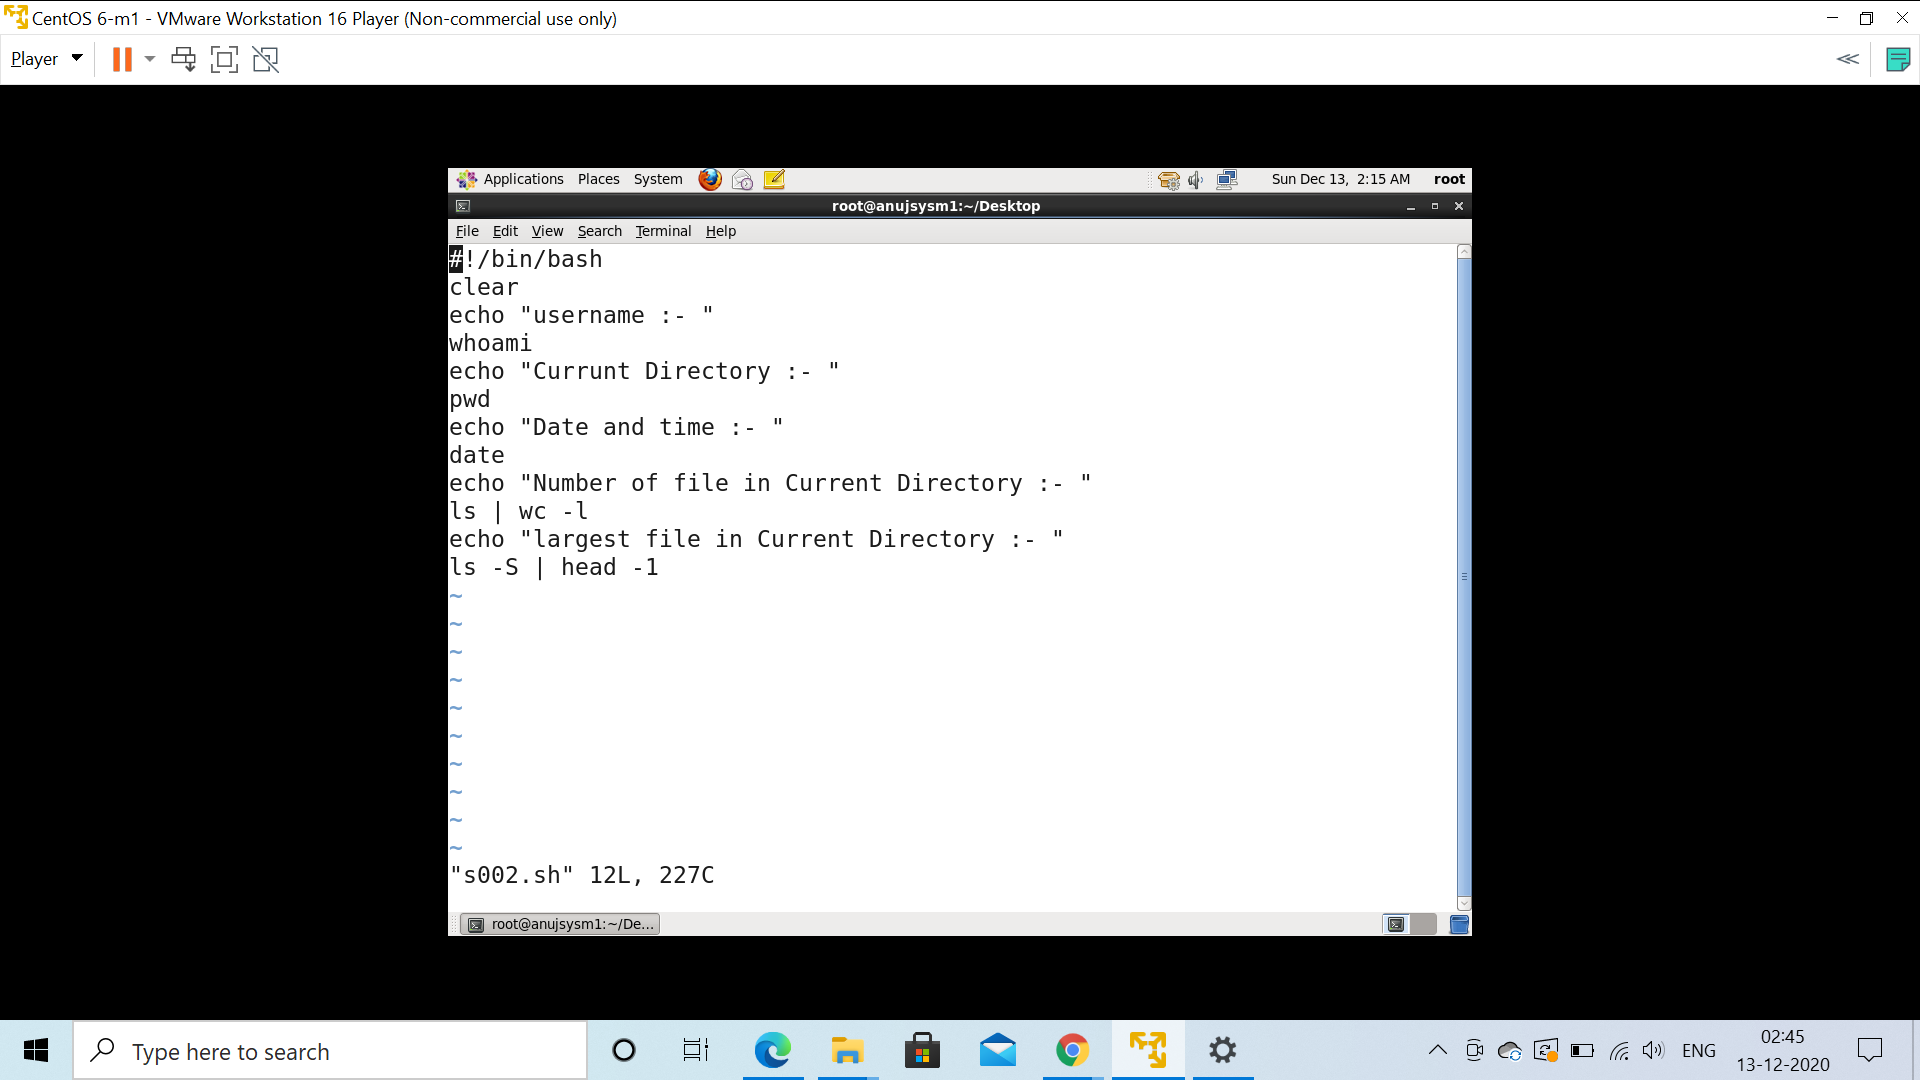 CentOS 6-m1 - VMware Workstation 16 Player (Non-commercial use only)
Player
Applications Places System Sun Dec 13, 2:15 AM root
root@anujsysm1:~/Desktop
File Edit View Search Terminal Help
#!/bin/bash
clear
echo "username :- "
whoami
echo "Currunt Directory :- "
pwd
echo "Date and time :- "
date
echo "Number of file in Current Directory :- "
ls | wc -l
echo "largest file in Current Directory :- "
ls -S | head -1
~
~
~
~
~
~
~
~
~
~
"s002.sh" 12L, 227C
root@anujsysm1:~/De...
Type here to search
ENG
02:45
13-12-2020